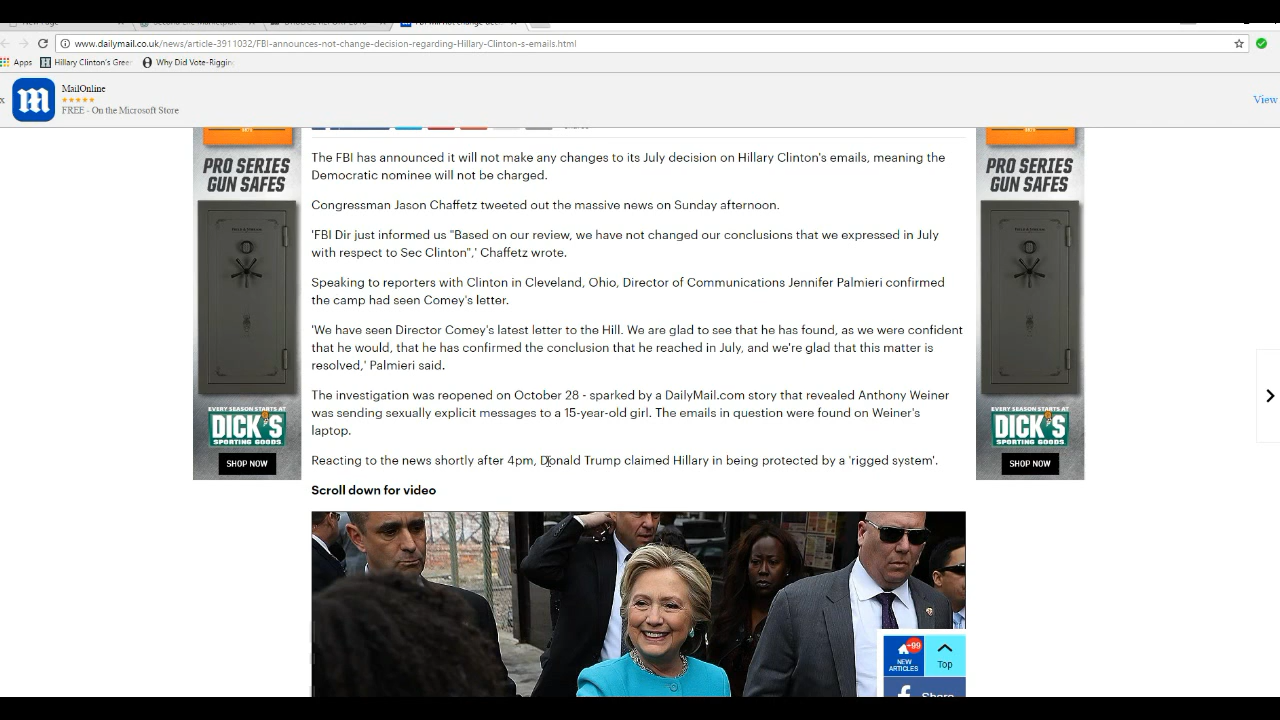 www.dailymail.co.uk/news/article-3911032/FBI-announces-not-change-decision-regarding-Hillary-Clinton-s-emails.html
Apps Hillary Clinton's Gree Why Did Vote-Riggin
x
MailOnline
FREE - On the Microsoft Store
View
PRO SERIES
GUN SAFES
EVERY SEASON STARTS AT
DICK'S
SPORTING GOODS
SHOP NOW
The FBI has announced it will not make any changes to its July decision on Hillary Clinton's emails, meaning the
Democratic nominee will not be charged.
Congressman Jason Chaffetz tweeted out the massive news on Sunday afternoon.
'FBI Dir just informed us "Based on our review, we have not changed our conclusions that we expressed in July
with respect to Sec Clinton",' Chaffetz wrote.
Speaking to reporters with Clinton in Cleveland, Ohio, Director of Communications Jennifer Palmieri confirmed
the camp had seen Comey's letter.
'We have seen Director Comey's latest letter to the Hill. We are glad to see that he has found, as we were confident
that he would, that he has confirmed the conclusion that he reached in July, and we're glad that this matter is
resolved,' Palmieri said.
The investigation was reopened on October 28 - sparked by a DailyMail.com story that revealed Anthony Weiner
was sending sexually explicit messages to a 15-year-old girl. The emails in question were found on Weiner's
laptop.
Reacting to the news shortly after 4pm, Donald Trump claimed Hillary in being protected by a 'rigged system'.
Scroll down for video
PRO SERIES
GUN SAFES
EVERY SEASON STARTS AT
DICK'S
SPORTING GOODS
SHOP NOW
+99
NEW
ARTICLES
Top
Share